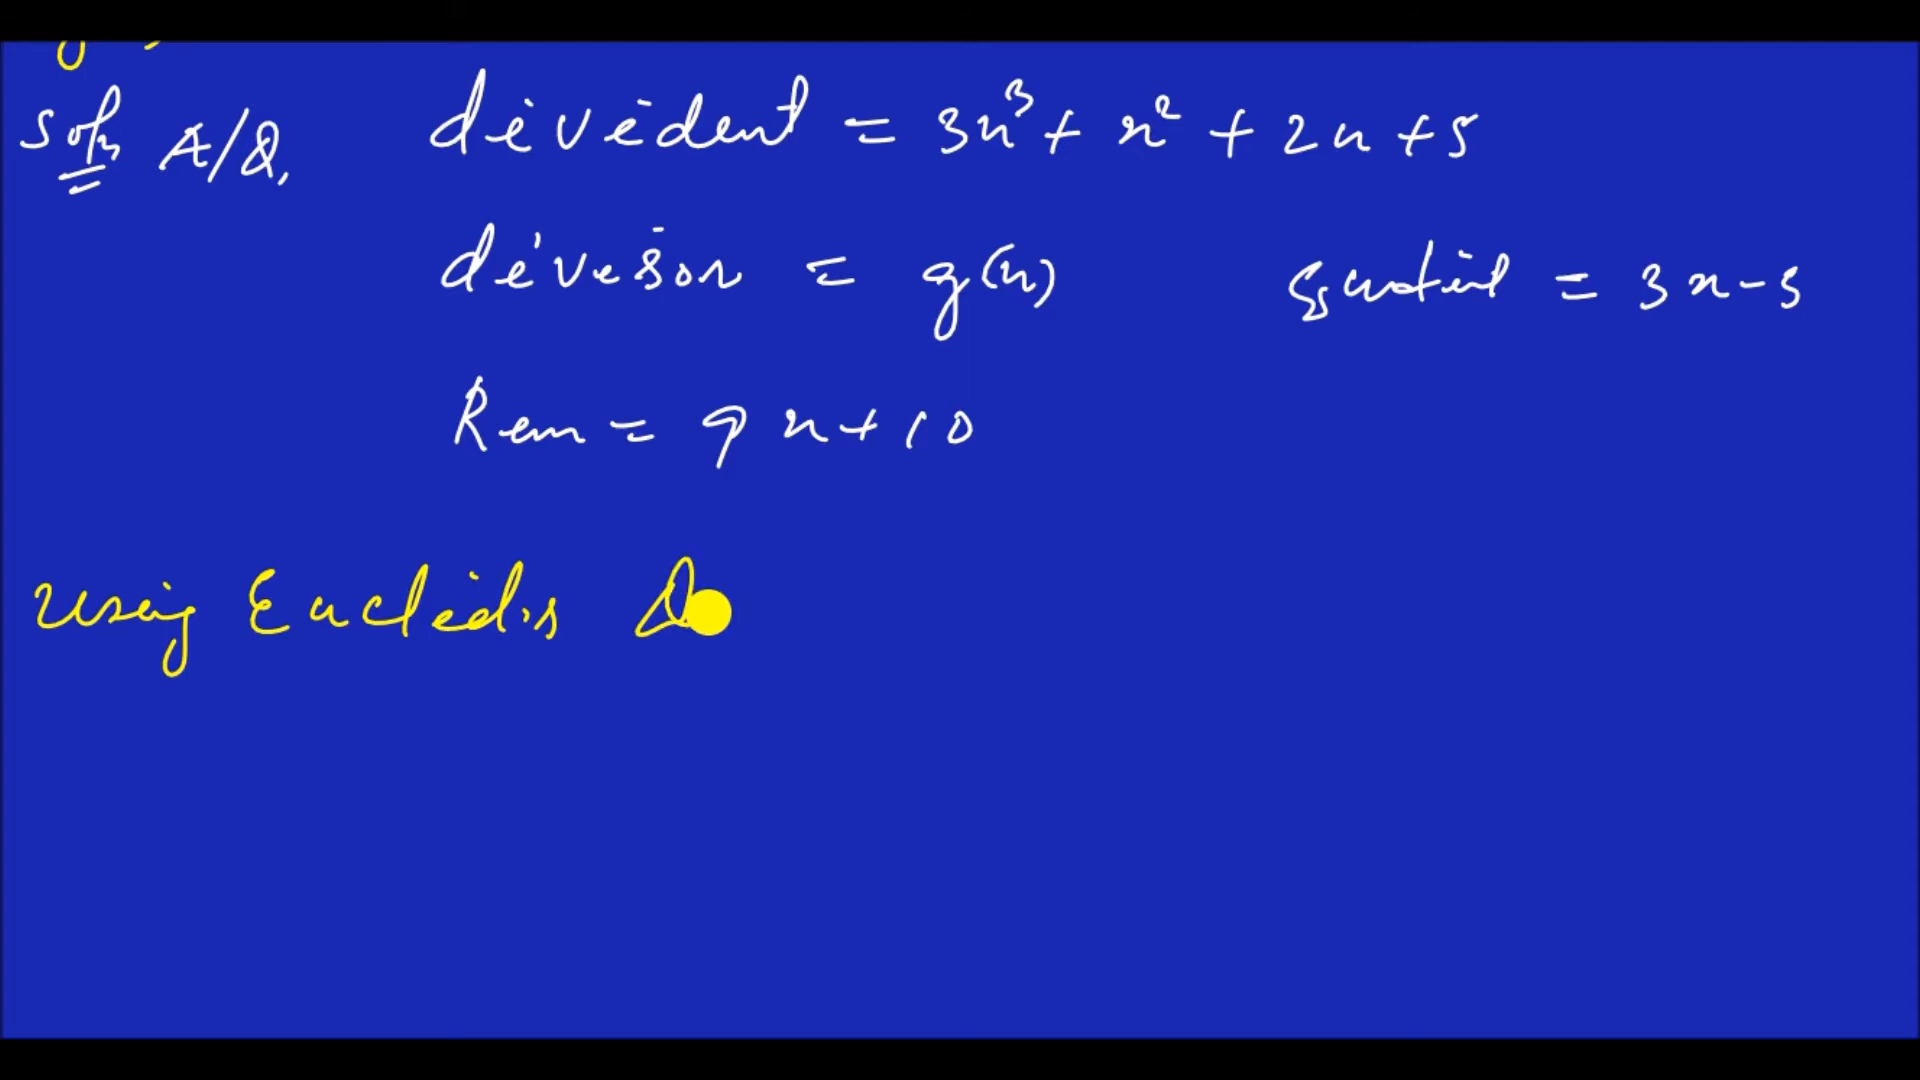 Soln A/Q, divident = 3x³ + x² + 2x + 5
divisor = g(x) Quotient = 3x - 5
Rem = 9x + 10
Using Euclid's